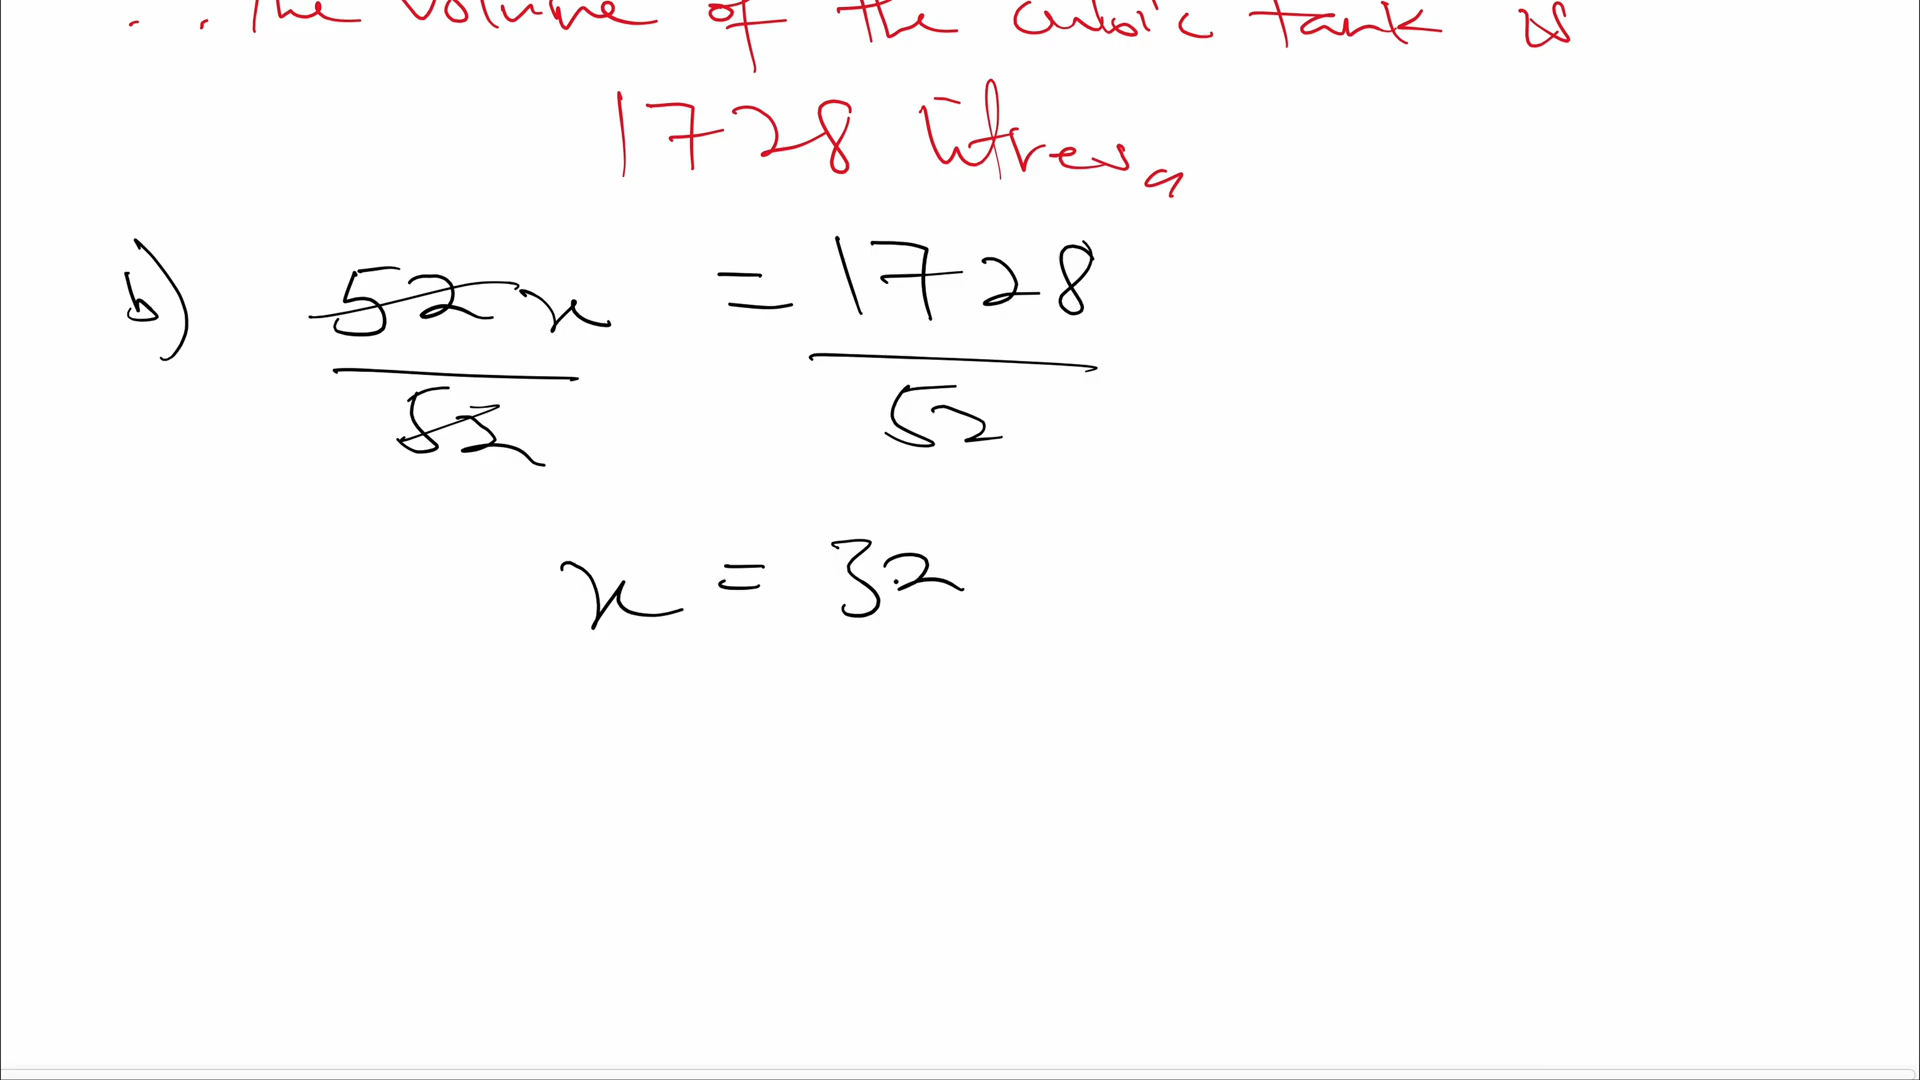 ∴ The volume of the cubic tank is
1728 litres
b) 52x/52 = 1728/52
x = 32